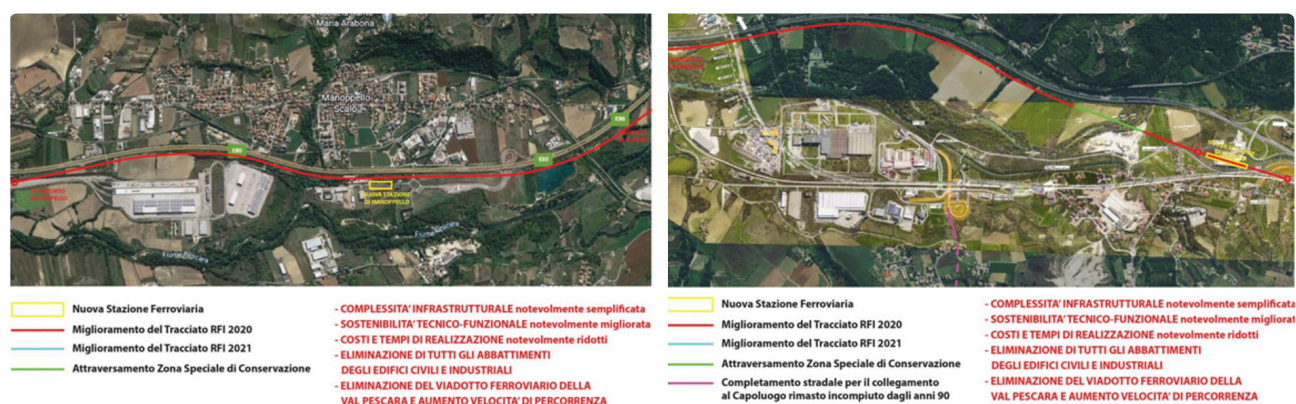 Maria Arabona
Manoppello
Scalo
E80
E80
E80
NUOVA STAZIONE
DI MANOPPELLO
Fiume Pescara
Nuova Stazione Ferroviaria
Miglioramento del Tracciato RFI 2020
Miglioramento del Tracciato RFI 2021
Attraversamento Zona Speciale di Conservazione
- COMPLESSITA' INFRASTRUTTURALE notevolmente semplificata
- SOSTENIBILITA' TECNICO-FUNZIONALE notevolmente migliorata
- COSTI E TEMPI DI REALIZZAZIONE notevolmente ridotti
- ELIMINAZIONE DI TUTTI GLI ABBATTIMENTI
DEGLI EDIFICI CIVILI E INDUSTRIALI
- ELIMINAZIONE DEL VIADOTTO FERROVIARIO DELLA
VAL PESCARA E AUMENTO VELOCITA' DI PERCORRENZA
Nuova Stazione Ferroviaria
Miglioramento del Tracciato RFI 2020
Miglioramento del Tracciato RFI 2021
Attraversamento Zona Speciale di Conservazione
Completamento stradale per il collegamento
al Capoluogo rimasto incompiuto dagli anni 90
- COMPLESSITA' INFRASTRUTTURALE notevolmente semplificata
- SOSTENIBILITA' TECNICO-FUNZIONALE notevolmente migliorat
- COSTI E TEMPI DI REALIZZAZIONE notevolmente ridotti
- ELIMINAZIONE DI TUTTI GLI ABBATTIMENTI
DEGLI EDIFICI CIVILI E INDUSTRIALI
- ELIMINAZIONE DEL VIADOTTO FERROVIARIO DELLA
VAL PESCARA E AUMENTO VELOCITA' DI PERCORRENZA